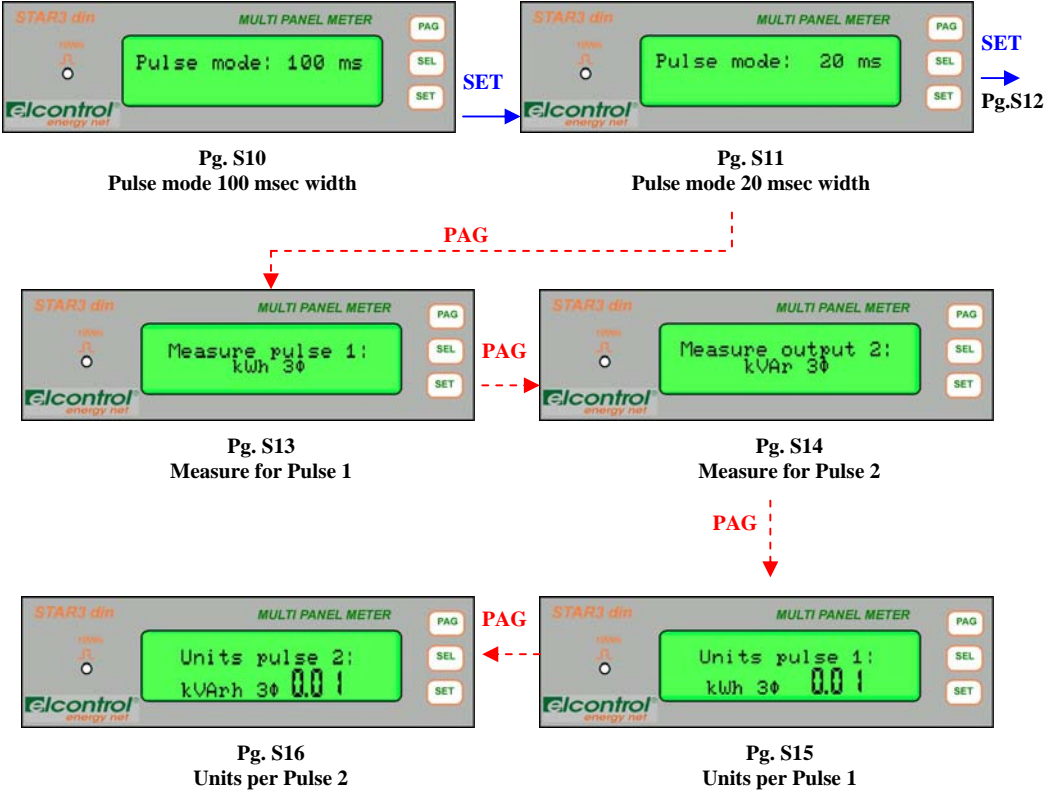 STAR3 din MULTI PANEL METER
PAG
Pulse mode: 100 ms
SEL
SET
elcontrol
energy net
SET
STAR3 din MULTI PANEL METER
PAG
Pulse mode: 20 ms
SEL
SET
elcontrol
energy net
SET
Pg.S12
Pg. S10
Pulse mode 100 msec width
Pg. S11
Pulse mode 20 msec width
PAG
STAR3 din MULTI PANEL METER
PAG
Measure pulse 1:
kWh 3Φ
SEL
SET
elcontrol
energy net
PAG
STAR3 din MULTI PANEL METER
PAG
Measure output 2:
kVAr 3Φ
SEL
SET
elcontrol
energy net
Pg. S13
Measure for Pulse 1
Pg. S14
Measure for Pulse 2
PAG
STAR3 din MULTI PANEL METER
PAG
Units pulse 2:
kVArh 3Φ 0.01
SEL
SET
elcontrol
energy net
PAG
STAR3 din MULTI PANEL METER
PAG
Units pulse 1:
kWh 3Φ 0.01
SEL
SET
elcontrol
energy net
Pg. S16
Units per Pulse 2
Pg. S15
Units per Pulse 1